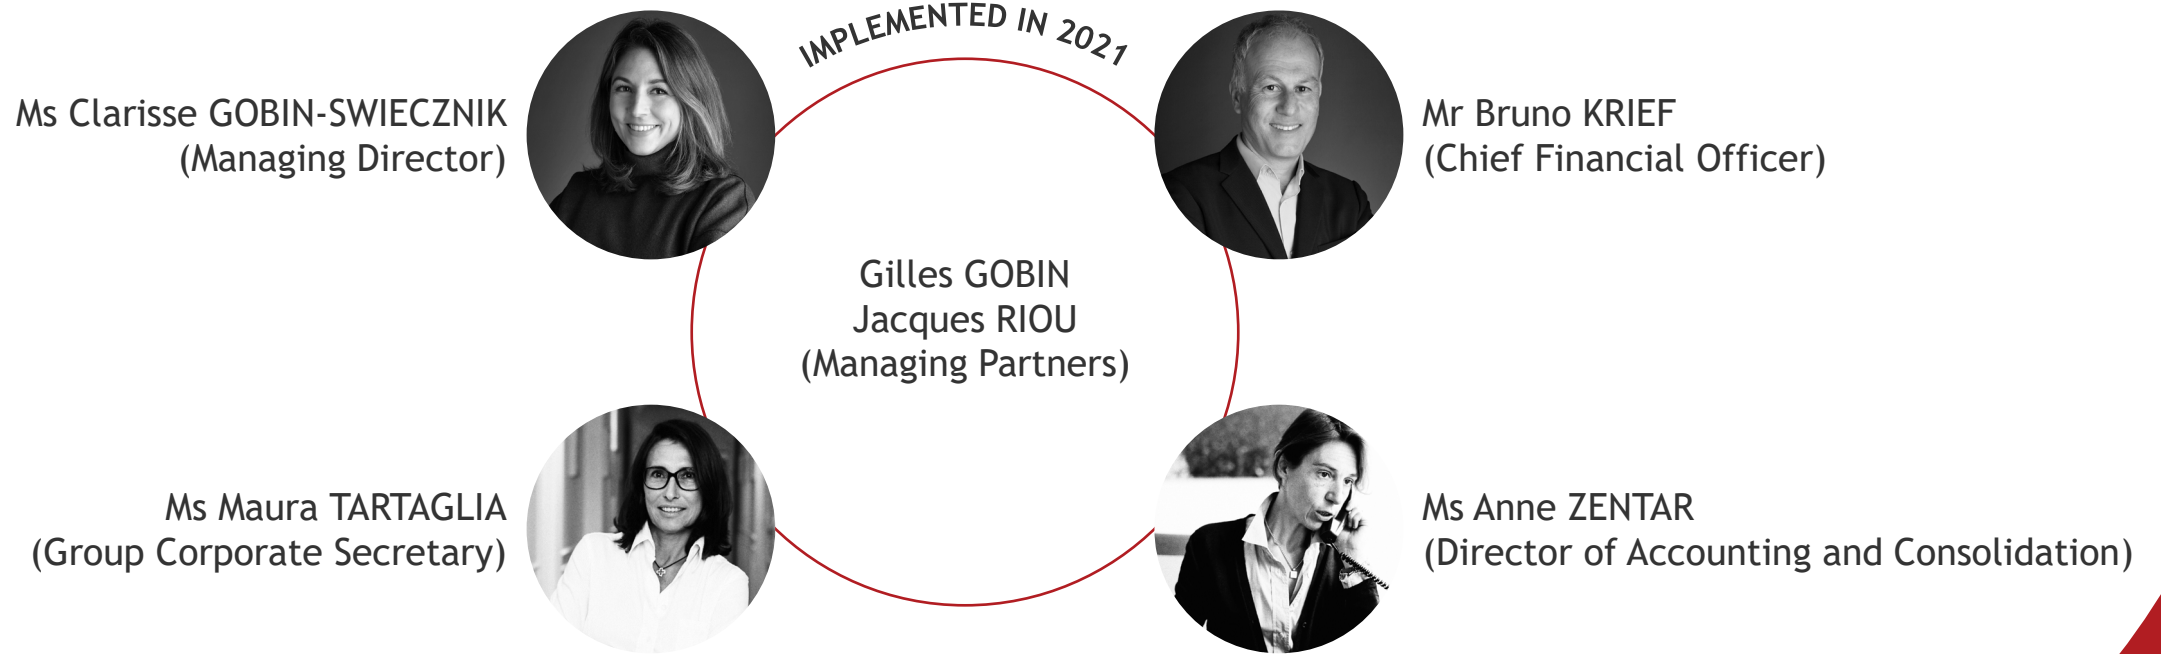 IMPLEMENTED IN 2021
Ms Clarisse GOBIN-SWIECZNIK
(Managing Director)
Mr Bruno KRIEF
(Chief Financial Officer)
Gilles GOBIN
Jacques RIOU
(Managing Partners)
Ms Maura TARTAGLIA
(Group Corporate Secretary)
Ms Anne ZENTAR
(Director of Accounting and Consolidation)